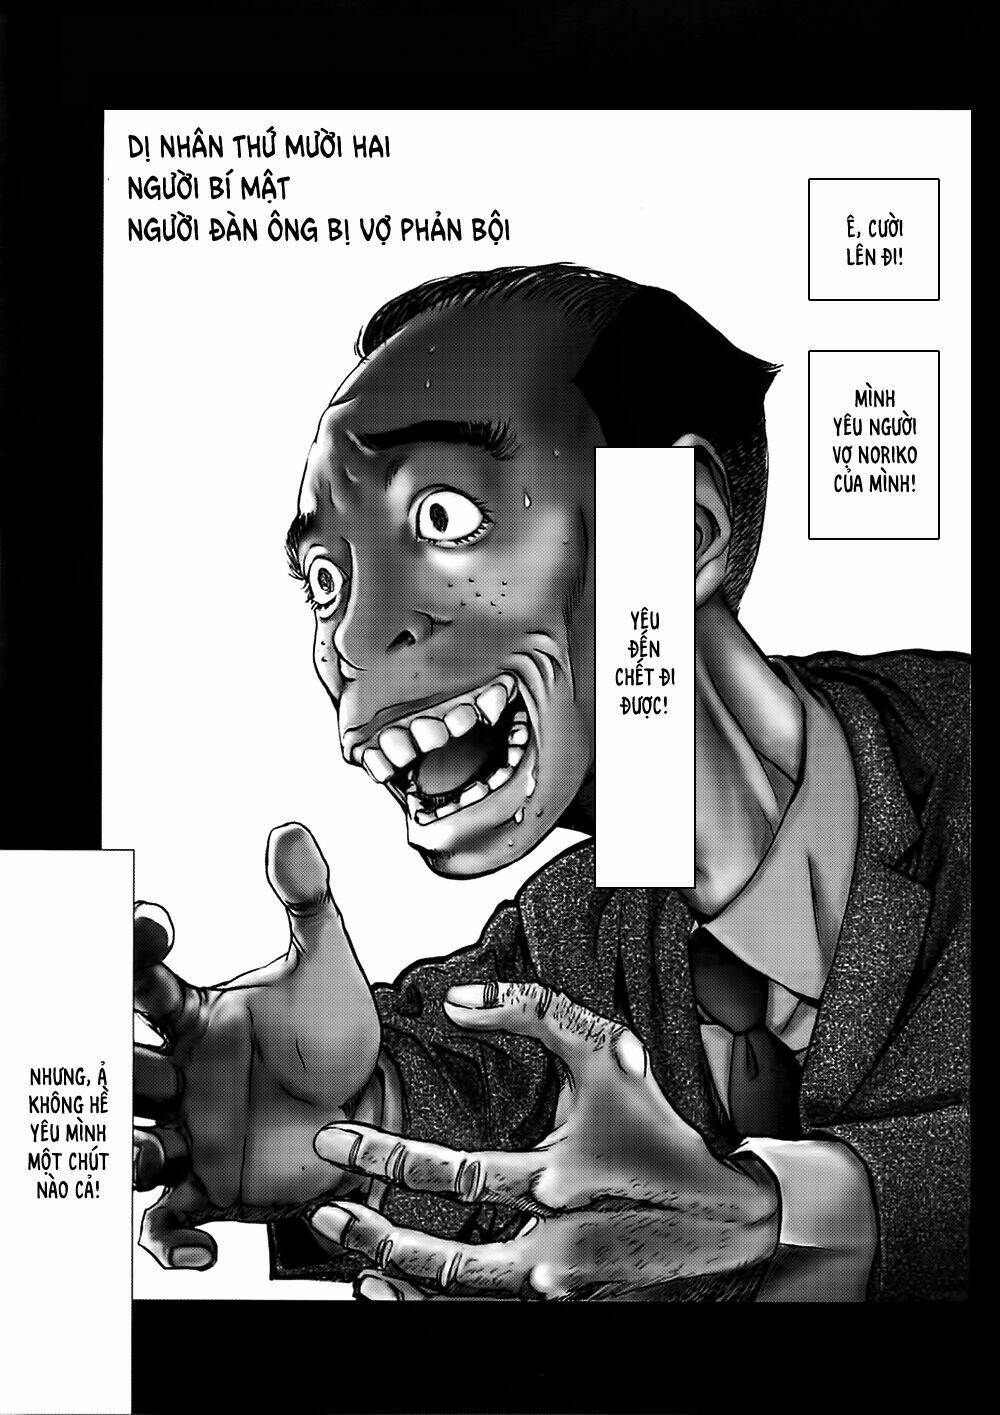 DỊ NHÂN THỨ MƯỜI HAI
NGƯỜI BÍ MẬT
NGƯỜI ĐÀN ÔNG BỊ VỢ PHẢN BỘI
Ê, CƯỜI
LÊN ĐI!
MÌNH
YÊU NGƯỜI
VỢ NORIKO
CỦA MÌNH!
YÊU
ĐẾN
CHẾT ĐI
ĐƯỢC!
NHƯNG, Ả
KHÔNG HỀ
YÊU MÌNH
MỘT CHÚT
NÀO CẢ!